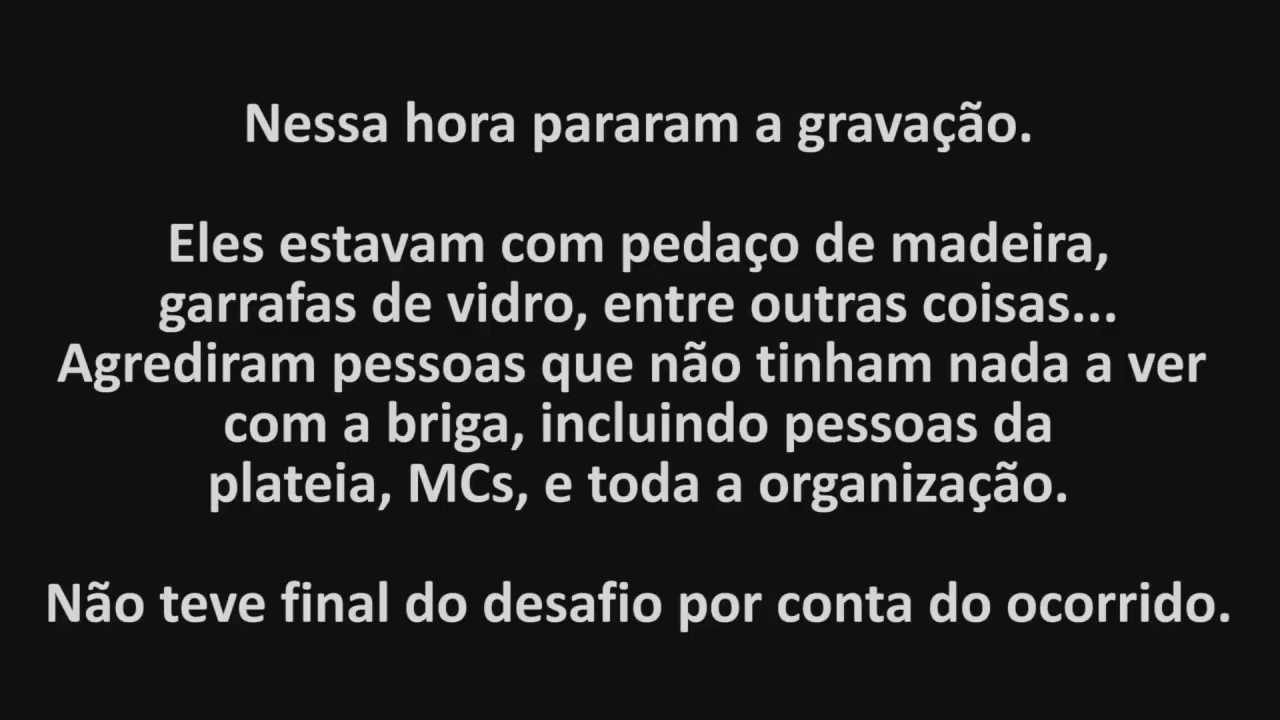 Nessa hora pararam a gravação.
Eles estavam com pedaço de madeira,
garrafas de vidro, entre outras coisas...
Agrediram pessoas que não tinham nada a ver
com a briga, incluindo pessoas da
plateia, MCs, e toda a organização.
Não teve final do desafio por conta do ocorrido.